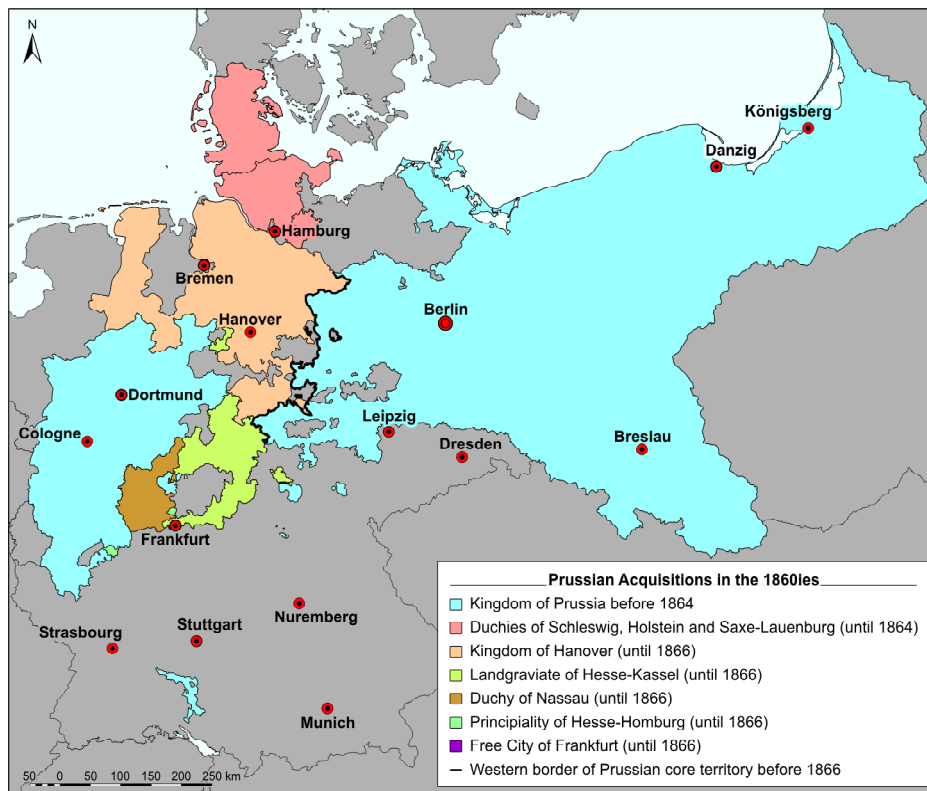 N
Königsberg
Danzig
Hamburg
Bremen
Berlin
Hanover
Dortmund
Leipzig
Cologne
Breslau
Dresden
Frankfurt
Nuremberg
Strasbourg
Stuttgart
Munich
Prussian Acquisitions in the 1860ies
Kingdom of Prussia before 1864
Duchies of Schleswig, Holstein and Saxe-Lauenburg (until 1864)
Kingdom of Hanover (until 1866)
Landgraviate of Hesse-Kassel (until 1866)
Duchy of Nassau (until 1866)
Principiality of Hesse-Homburg (until 1866)
Free City of Frankfurt (until 1866)
Western border of Prussian core territory before 1866
50 0 50 100 150 200 250 km